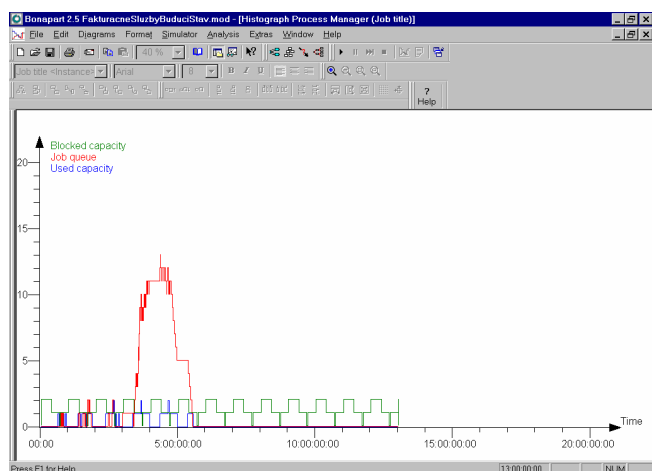 Bonapart 2.5 FakturacneSluzbyBuduciStav.mod - [Histograph Process Manager (Job title)]
File Edit Diagrams Format Simulator Analysis Extras Window Help
40 %
Job title <Instance> Arial 8 B I U
? Help
Blocked capacity
Job queue
Used capacity
20
15
10
5
0
Time
00:00 5:00:00:00 10:00:00:00 15:00:00:00 20:00:00:00
Press F1 for Help 13:00:00:00 NUM